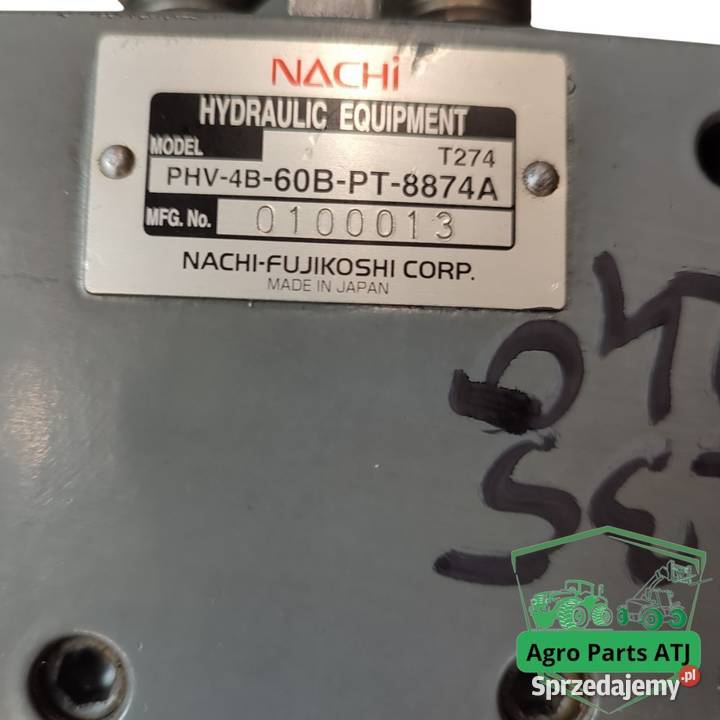 NACHi
HYDRAULIC EQUIPMENT
MODEL
T274
PHV-4B-60B-PT-8874A
MFG. No. 0100013
NACHI-FUJIKOSHI CORP.
MADE IN JAPAN
Agro Parts ATJ
Sprzedajemy.pl